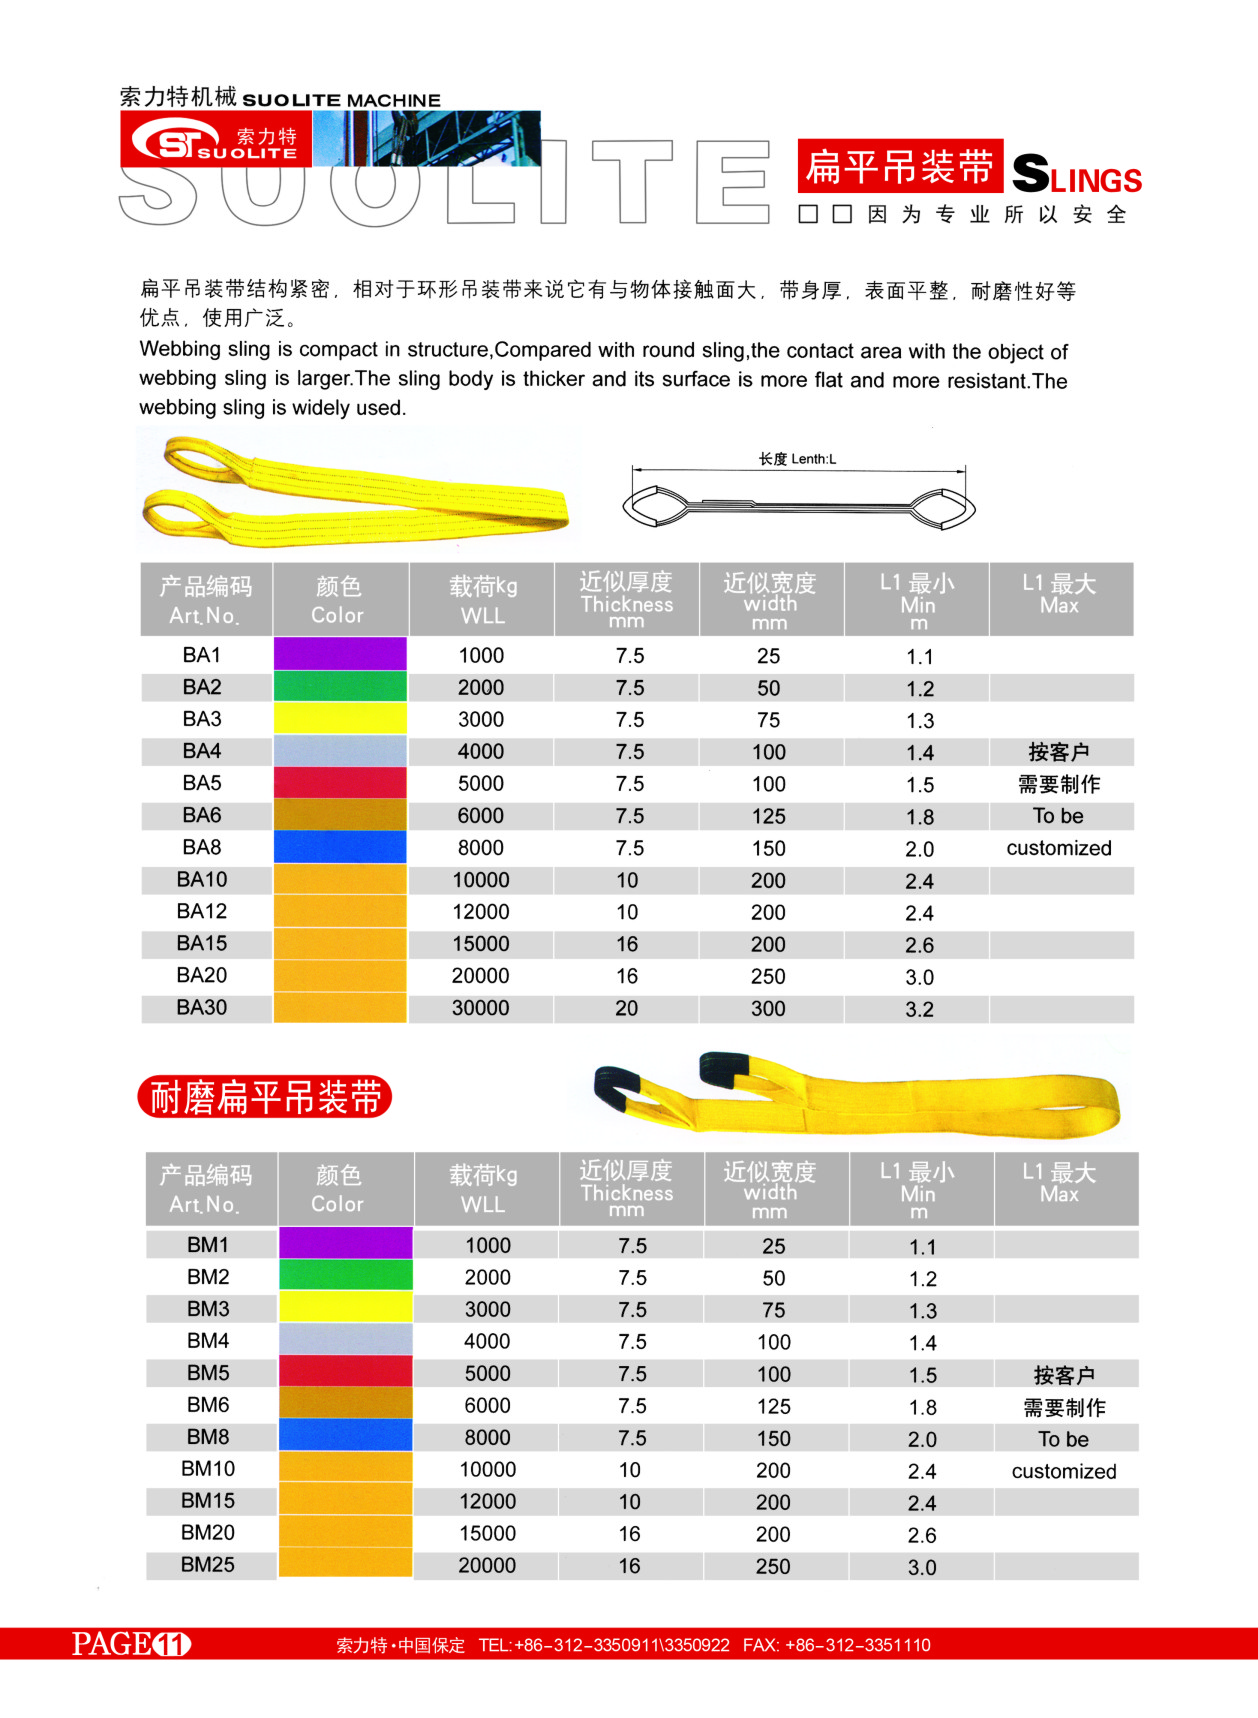 索力特机械 SUOLITE MACHINE
ST 索力特
SUOLITE
SUOLITE
扁平吊装带 SLINGS
□□因为专业所以安全
扁平吊装带结构紧密，相对于环形吊装带来说它有与物体接触面大，带身厚，表面平整，耐磨性好等
优点，使用广泛。
Webbing sling is compact in structure,Compared with round sling,the contact area with the object of
webbing sling is larger.The sling body is thicker and its surface is more flat and more resistant.The
webbing sling is widely used.
长度 Lenth:L
产品编码 颜色 载荷kg 近似厚度 近似宽度 L1 最小 L1 最大
Art.No. Color WLL Thickness width Min Max
mm mm m
BA1 1000 7.5 25 1.1
BA2 2000 7.5 50 1.2
BA3 3000 7.5 75 1.3
BA4 4000 7.5 100 1.4 按客户
BA5 5000 7.5 100 1.5 需要制作
BA6 6000 7.5 125 1.8 To be
BA8 8000 7.5 150 2.0 customized
BA10 10000 10 200 2.4
BA12 12000 10 200 2.4
BA15 15000 16 200 2.6
BA20 20000 16 250 3.0
BA30 30000 20 300 3.2
耐磨扁平吊装带
产品编码 颜色 载荷kg 近似厚度 近似宽度 L1 最小 L1 最大
Art.No. Color WLL Thickness width Min Max
mm mm m
BM1 1000 7.5 25 1.1
BM2 2000 7.5 50 1.2
BM3 3000 7.5 75 1.3
BM4 4000 7.5 100 1.4
BM5 5000 7.5 100 1.5 按客户
BM6 6000 7.5 125 1.8 需要制作
BM8 8000 7.5 150 2.0 To be
BM10 10000 10 200 2.4 customized
BM15 12000 10 200 2.4
BM20 15000 16 200 2.6
BM25 20000 16 250 3.0
PAGE 11 索力特·中国保定 TEL:+86-312-3350911\3350922 FAX: +86-312-3351110